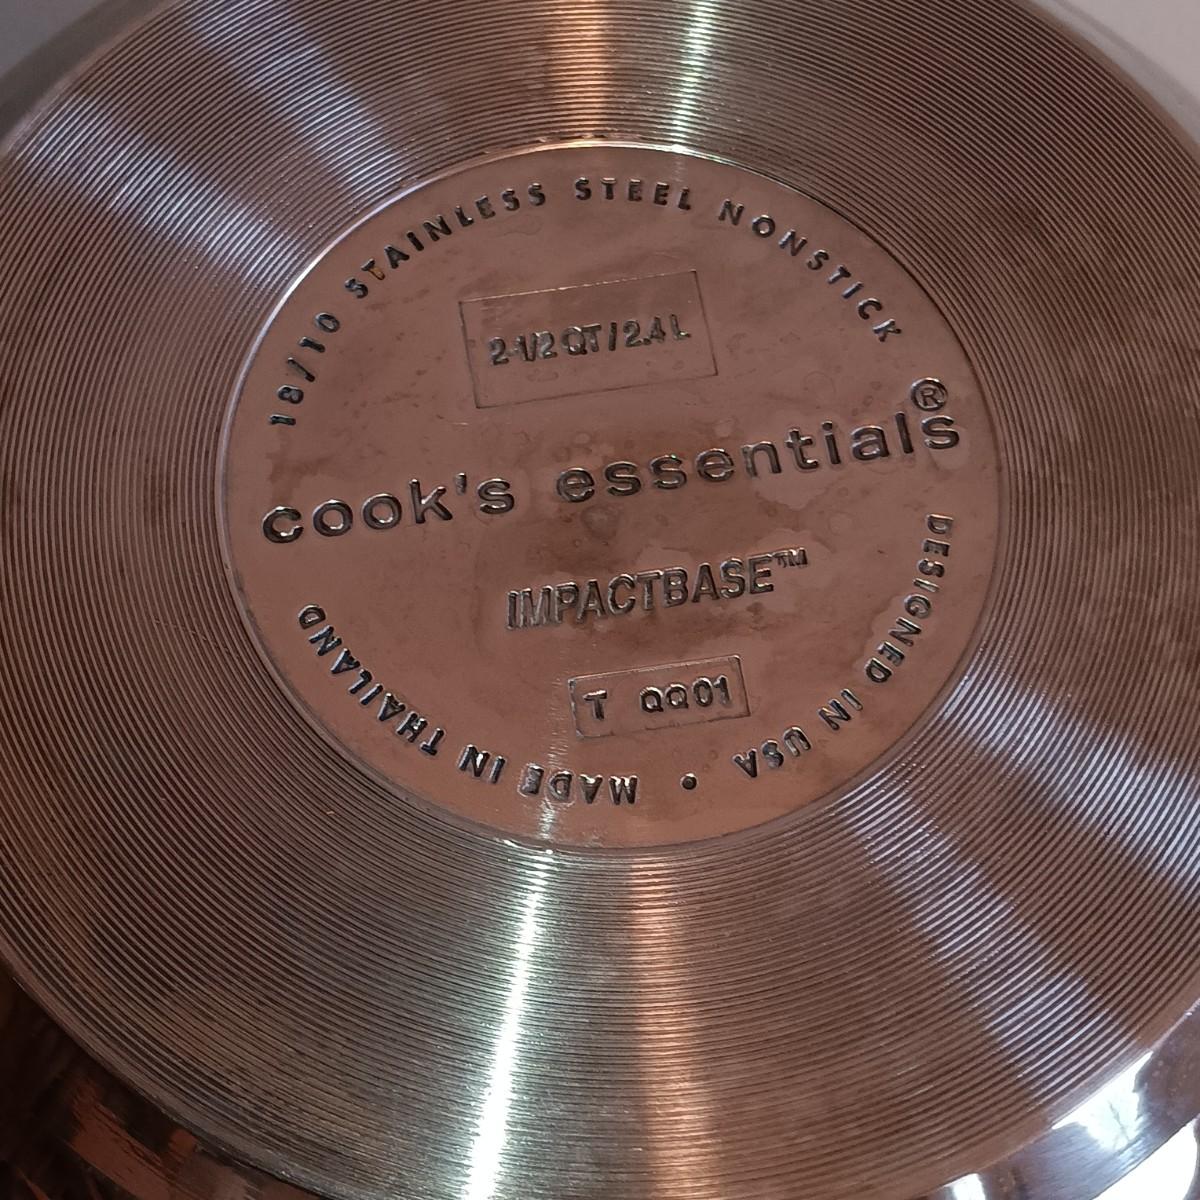 18/10 STAINLESS STEEL NONSTICK
2-1/2 QT / 2.4 L
cook's essentials®
IMPACTBASE™
T QQ01
DESIGNED IN USA • MADE IN THAILAND